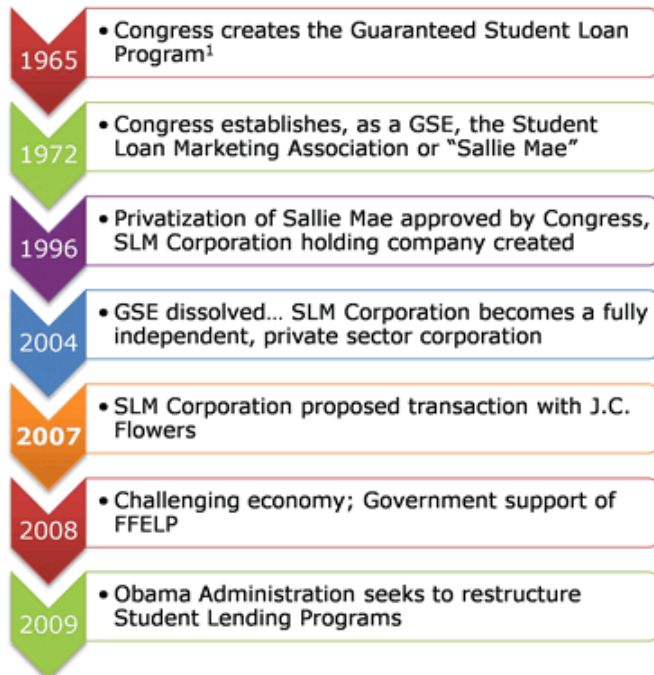 1965
• Congress creates the Guaranteed Student Loan
Program¹
1972
• Congress establishes, as a GSE, the Student
Loan Marketing Association or “Sallie Mae”
1996
• Privatization of Sallie Mae approved by Congress,
SLM Corporation holding company created
2004
• GSE dissolved... SLM Corporation becomes a fully
independent, private sector corporation
2007
• SLM Corporation proposed transaction with J.C.
Flowers
2008
• Challenging economy; Government support of
FFELP
2009
• Obama Administration seeks to restructure
Student Lending Programs